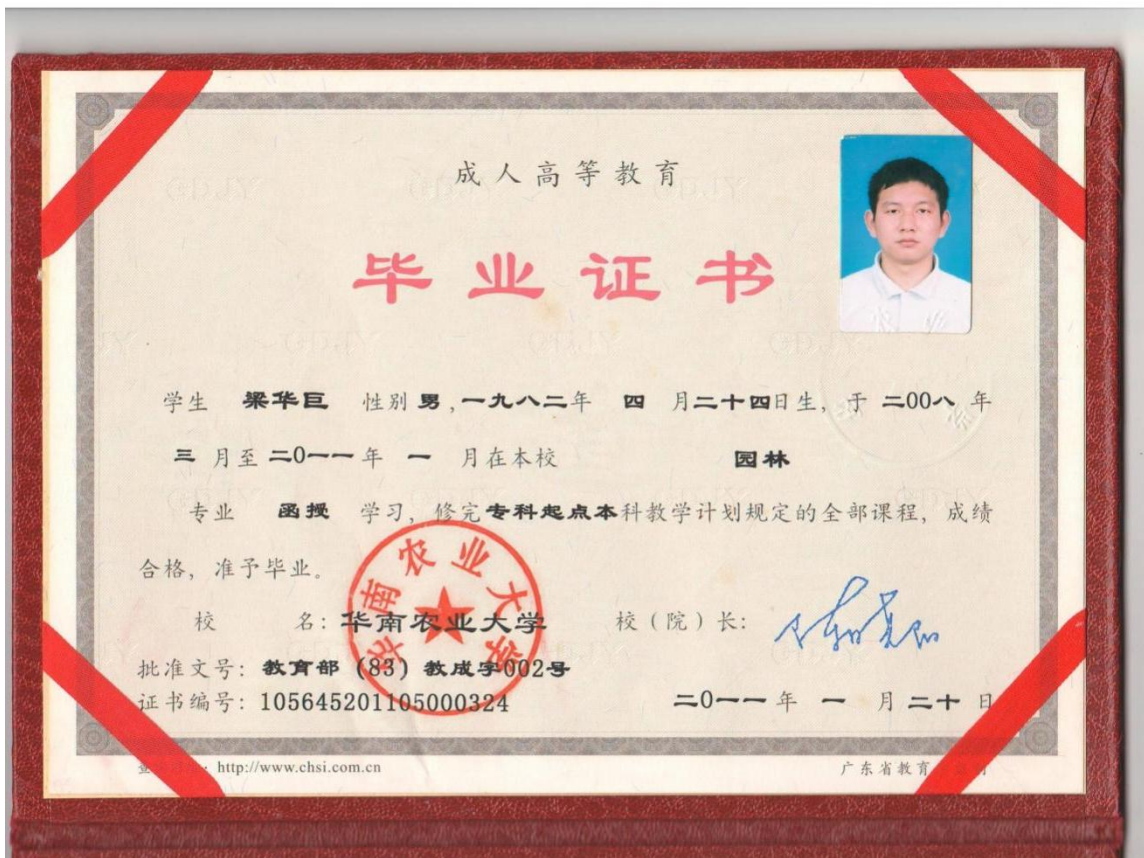 成人高等教育
毕业证书
学生 梁华巨 性别 男,一九八二年 四 月二十四日生, 于 二00八 年
三 月至 二0一一 年 一 月在本校 园林
专业 函授 学习, 修完专科起点本科教学计划规定的全部课程, 成绩
合格, 准予毕业。
华南农业大学
校 名: 华南农业大学 校(院)长:
批准文号: 教育部 (83) 教成字002号
证书编号: 105645201105000324 二0一一 年 一 月 二十 日
http://www.chsi.com.cn 广东省教育